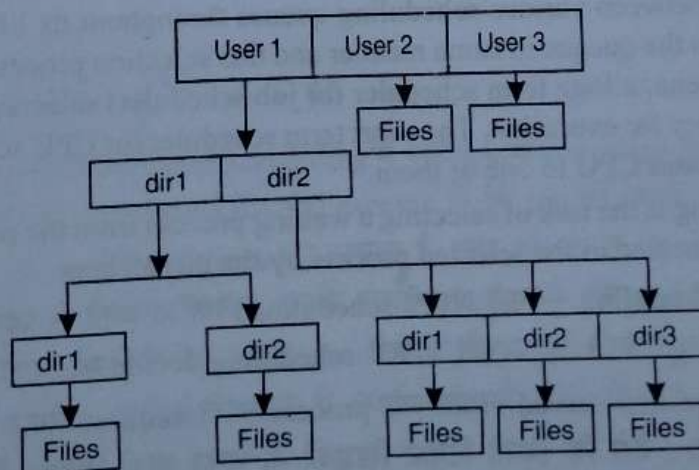 User 1 User 2 User 3
Files Files
dir1 dir2
dir1 dir2 dir1 dir2 dir3
Files Files Files Files Files